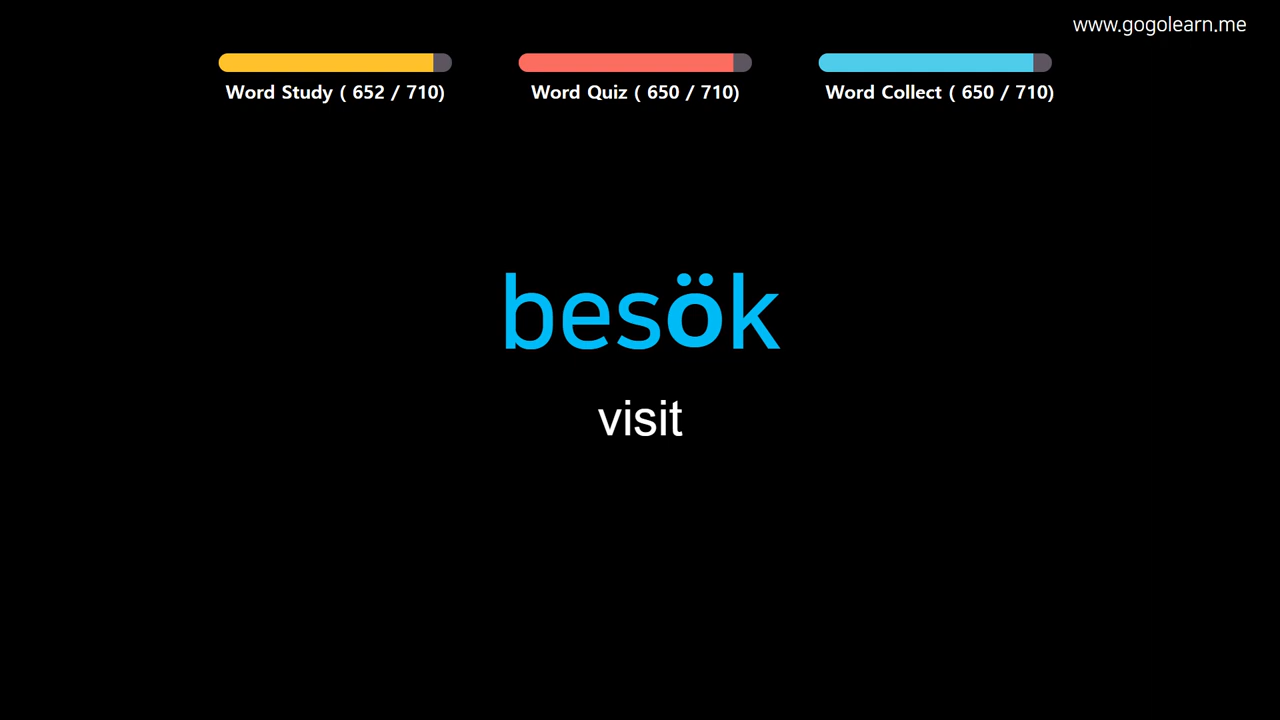 www.gogolearn.me
Word Study ( 652 / 710)
Word Quiz ( 650 / 710)
Word Collect ( 650 / 710)
besök
visit